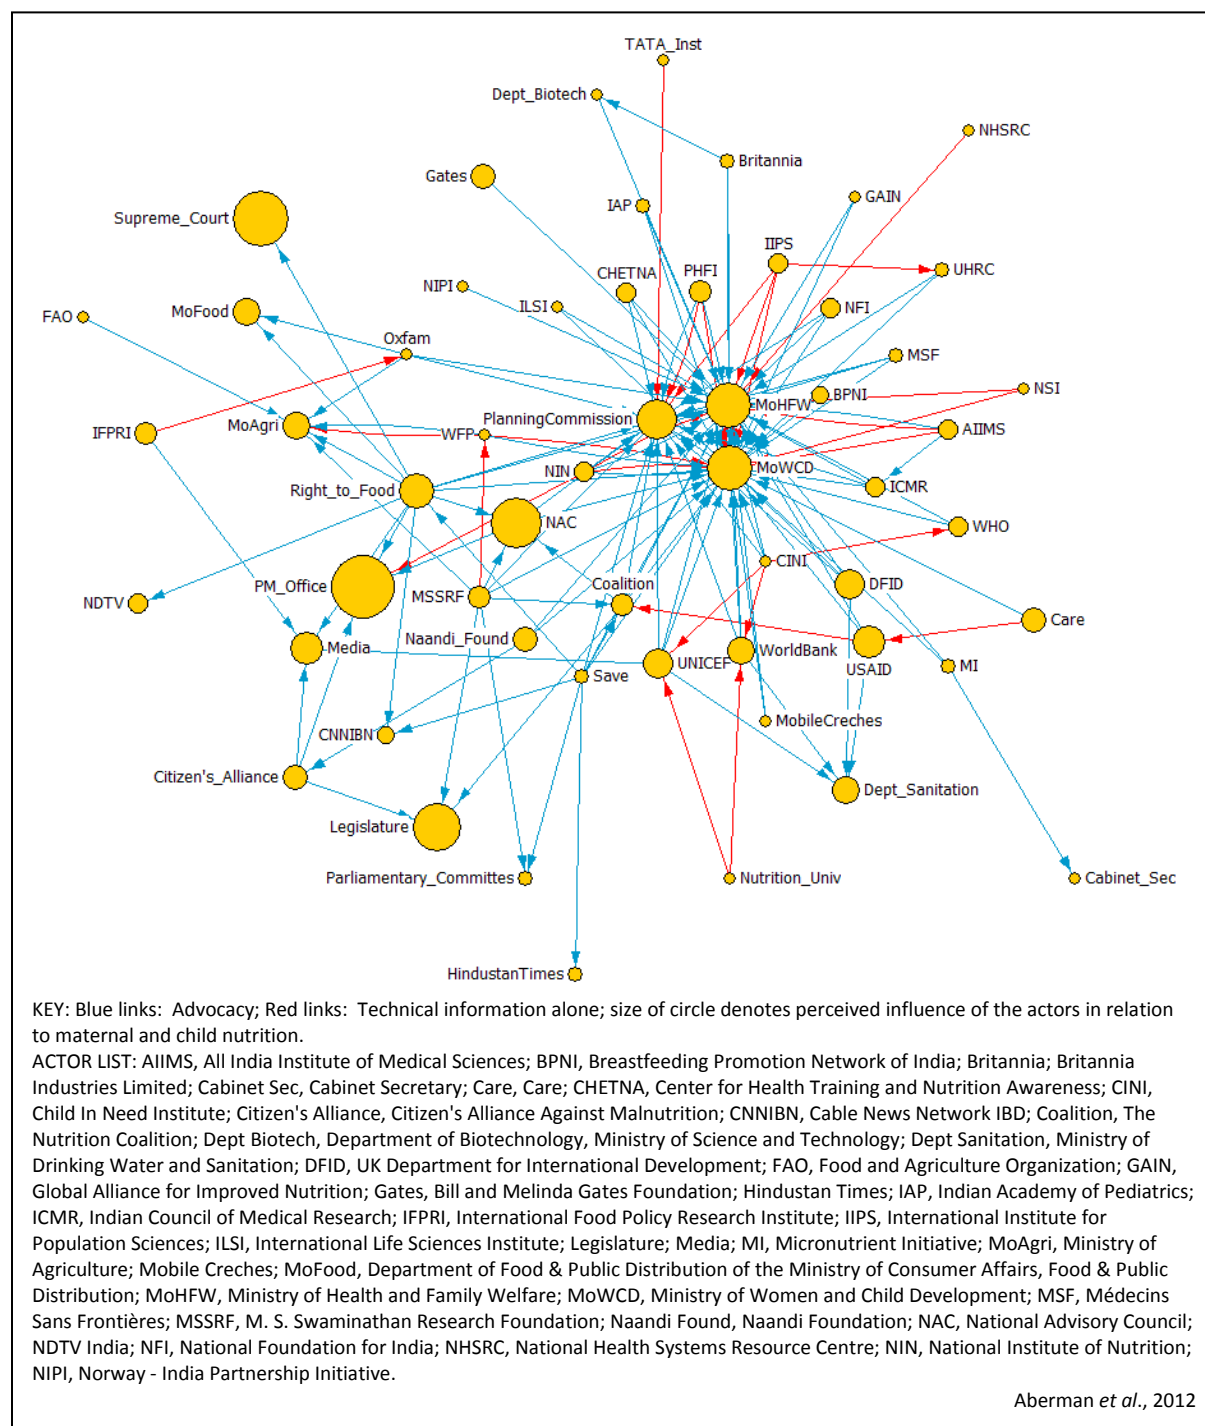 TATA_Inst
Dept_Biotech
NHSRC
Britannia
Gates
GAIN
IAP
Supreme_Court
IIPS
UHRC
CHETNA
PHFI
NIPI
ILSI
NFI
FAO
MoFood
Oxfam
MSF
NSI
BPNI
MoHFW
PlanningCommission
IFPRI
MoAgri
WFP
AIIMS
NIN
MoWCD
Right_to_Food
ICMR
NAC
WHO
CINI
PM_Office
Coalition
DFID
NDTV
MSSRF
Care
Naandi_Found
Media
UNICEF
WorldBank
USAID
MI
Save
MobileCreches
CNNIBN
Citizen's_Alliance
Dept_Sanitation
Legislature
Parliamentary_Committes
Nutrition_Univ
Cabinet_Sec
HindustanTimes
KEY: Blue links: Advocacy; Red links: Technical information alone; size of circle denotes perceived influence of the actors in relation
to maternal and child nutrition.
ACTOR LIST: AIIMS, All India Institute of Medical Sciences; BPNI, Breastfeeding Promotion Network of India; Britannia; Britannia
Industries Limited; Cabinet Sec, Cabinet Secretary; Care, Care; CHETNA, Center for Health Training and Nutrition Awareness; CINI,
Child In Need Institute; Citizen's Alliance, Citizen's Alliance Against Malnutrition; CNNIBN, Cable News Network IBD; Coalition, The
Nutrition Coalition; Dept Biotech, Department of Biotechnology, Ministry of Science and Technology; Dept Sanitation, Ministry of
Drinking Water and Sanitation; DFID, UK Department for International Development; FAO, Food and Agriculture Organization; GAIN,
Global Alliance for Improved Nutrition; Gates, Bill and Melinda Gates Foundation; Hindustan Times; IAP, Indian Academy of Pediatrics;
ICMR, Indian Council of Medical Research; IFPRI, International Food Policy Research Institute; IIPS, International Institute for
Population Sciences; ILSI, International Life Sciences Institute; Legislature; Media; MI, Micronutrient Initiative; MoAgri, Ministry of
Agriculture; Mobile Creches; MoFood, Department of Food & Public Distribution of the Ministry of Consumer Affairs, Food & Public
Distribution; MoHFW, Ministry of Health and Family Welfare; MoWCD, Ministry of Women and Child Development; MSF, Médecins
Sans Frontières; MSSRF, M. S. Swaminathan Research Foundation; Naandi Found, Naandi Foundation; NAC, National Advisory Council;
NDTV India; NFI, National Foundation for India; NHSRC, National Health Systems Resource Centre; NIN, National Institute of Nutrition;
NIPI, Norway - India Partnership Initiative.
Aberman et al., 2012